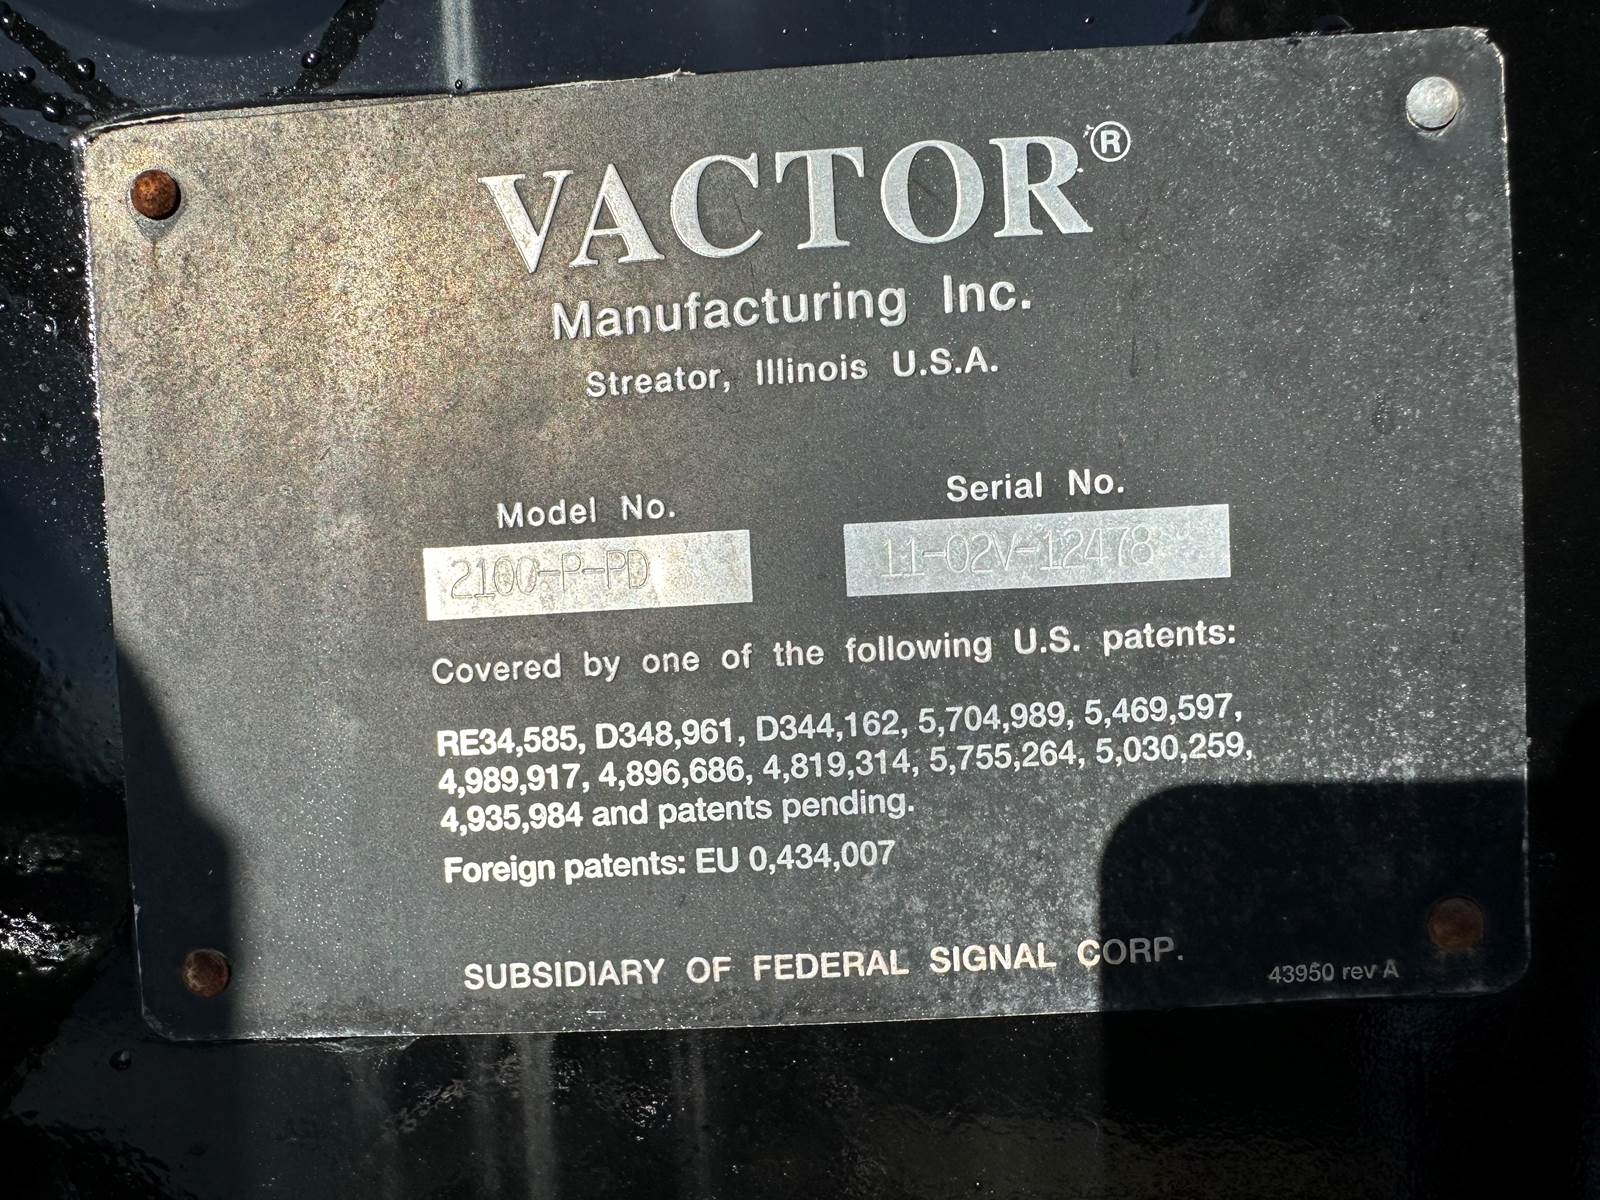 VACTOR®
Manufacturing Inc.
Streator, Illinois U.S.A.
Model No. Serial No.
2100-P-PD 11-02V-12478
Covered by one of the following U.S. patents:
RE34,585, D348,961, D344,162, 5,704,989, 5,469,597,
4,989,917, 4,896,686, 4,819,314, 5,755,264, 5,030,259,
4,935,984 and patents pending.
Foreign patents: EU 0,434,007
SUBSIDIARY OF FEDERAL SIGNAL CORP.
43950 rev A